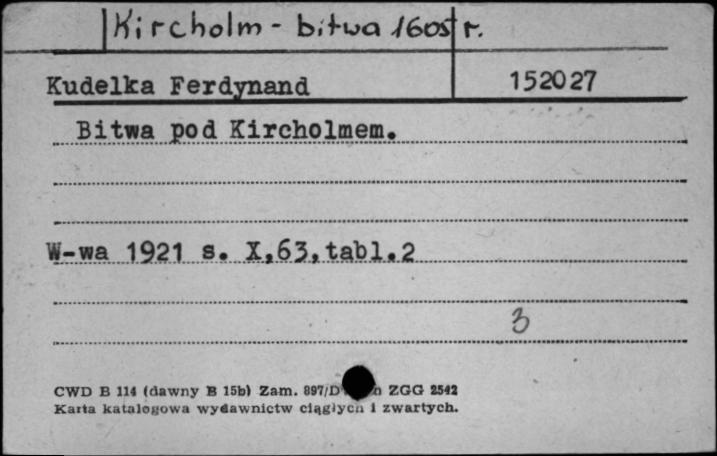 Kircholm - bitwa 1605 r.
Kudelka Ferdynand 152027
Bitwa pod Kircholmem.
W-wa 1921 s. X,63,tabl.2
3
CWD B 114 (dawny B 15b) Zam. 897/D ZGG 2542
Karta katalogowa wydawnictw ciągłych i zwartych.